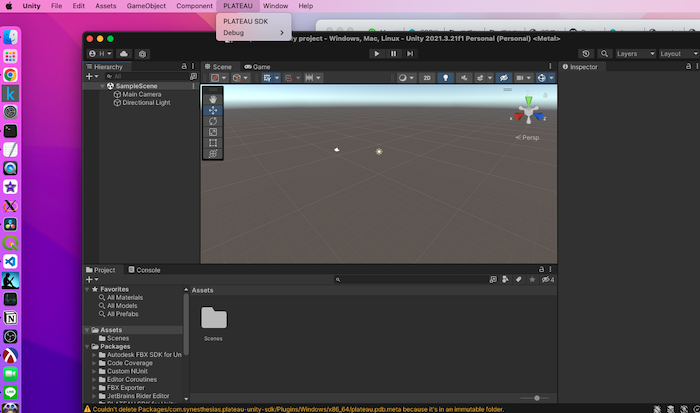 Unity File Edit Assets GameObject Component PLATEAU Window Help
PLATEAU SDK
Debug
ity project - Windows, Mac, Linux - Unity 2021.3.21f1 Personal (Personal) <Metal>
H
Layers
Layout
Hierarchy
All
SampleScene
Main Camera
Directional Light
Scene
Game
2D
y
x
z
Persp
Inspector
Project
Console
4
Favorites
All Materials
All Models
All Prefabs
Assets
Scenes
Packages
Autodesk FBX SDK for Un
Code Coverage
Custom NUnit
Editor Coroutines
FBX Exporter
JetBrains Rider Editor
Assets
Scenes
Couldn't delete Packages/com.synesthesias.plateau-unity-sdk/Plugins/Windows/x86_64/plateau.pdb.meta because it's in an immutable folder.